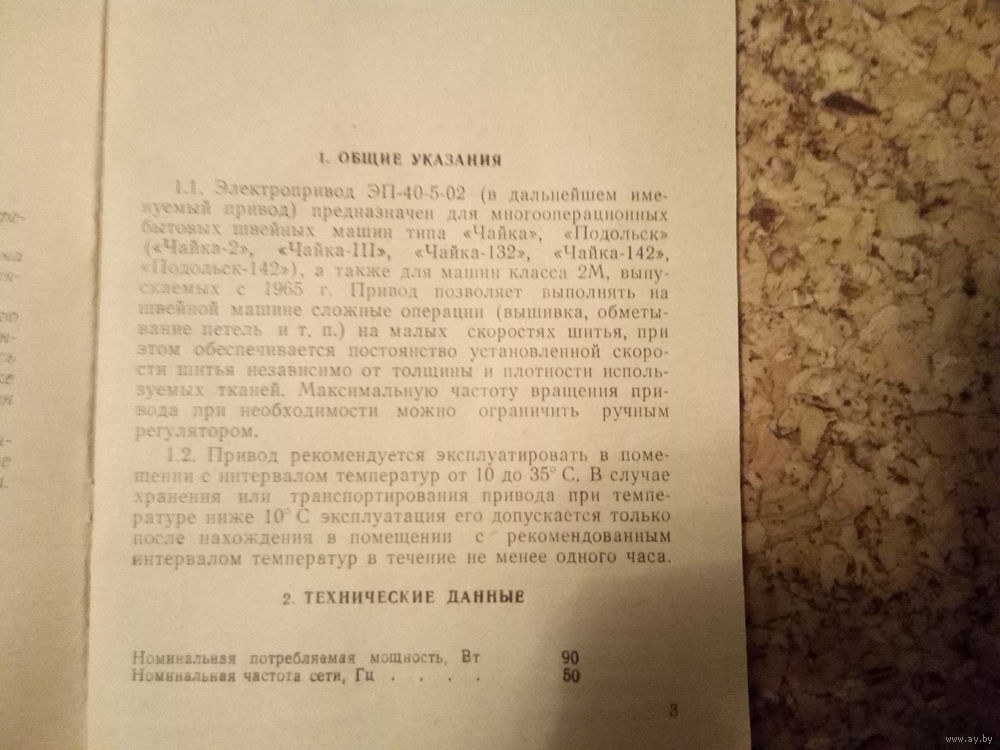 1. ОБЩИЕ УКАЗАНИЯ
1.1. Электропривод ЭП-40-5-02 (в дальнейшем име-
нуемый привод) предназначен для многооперационных
бытовых швейных машин типа «Чайка», «Подольск»
(«Чайка-2», «Чайка-III», «Чайка-132», «Чайка-142»,
«Подольск-142»), а также для машин класса 2М, выпу-
скаемых с 1965 г. Привод позволяет выполнять на
швейной машине сложные операции (вышивка, обметы-
вание петель и т. п.) на малых скоростях шитья, при
этом обеспечивается постоянство установленной скоро-
сти шитья независимо от толщины и плотности исполь-
зуемых тканей. Максимальную частоту вращения при-
вода при необходимости можно ограничить ручным
регулятором.
1.2. Привод рекомендуется эксплуатировать в поме-
щении с интервалом температур от 10 до 35° С. В случае
хранения или транспортирования привода при темпе-
ратуре ниже 10° С эксплуатация его допускается только
после нахождения в помещении с рекомендованным
интервалом температур в течение не менее одного часа.
2. ТЕХНИЧЕСКИЕ ДАННЫЕ
Номинальная потребляемая мощность, Вт 90
Номинальная частота сети, Гц . . . . 50
3
www.ay.by